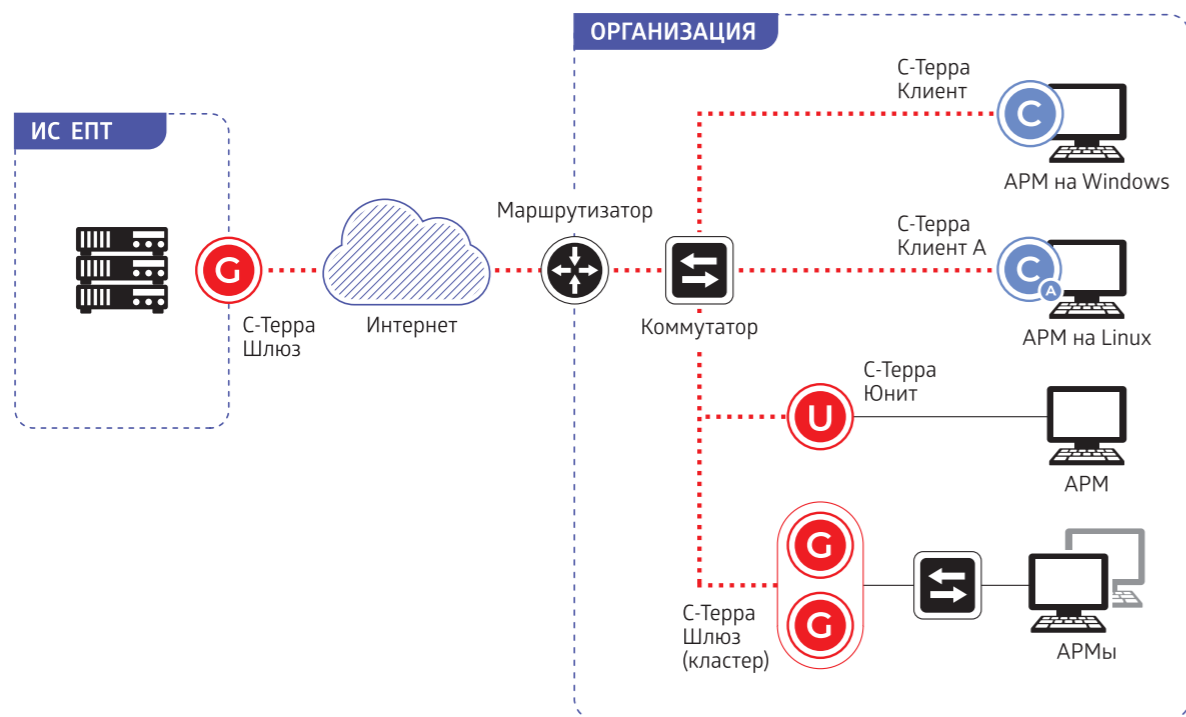 ОРГАНИЗАЦИЯ
ИС ЕПТ
С-Терра
Клиент
C
АРМ на Windows
Маршрутизатор
С-Терра
Клиент А
C
A
АРМ на Linux
G
С-Терра
Шлюз
Интернет
Коммутатор
С-Терра
Юнит
U
АРМ
G
G
С-Терра
Шлюз
(кластер)
АРМы